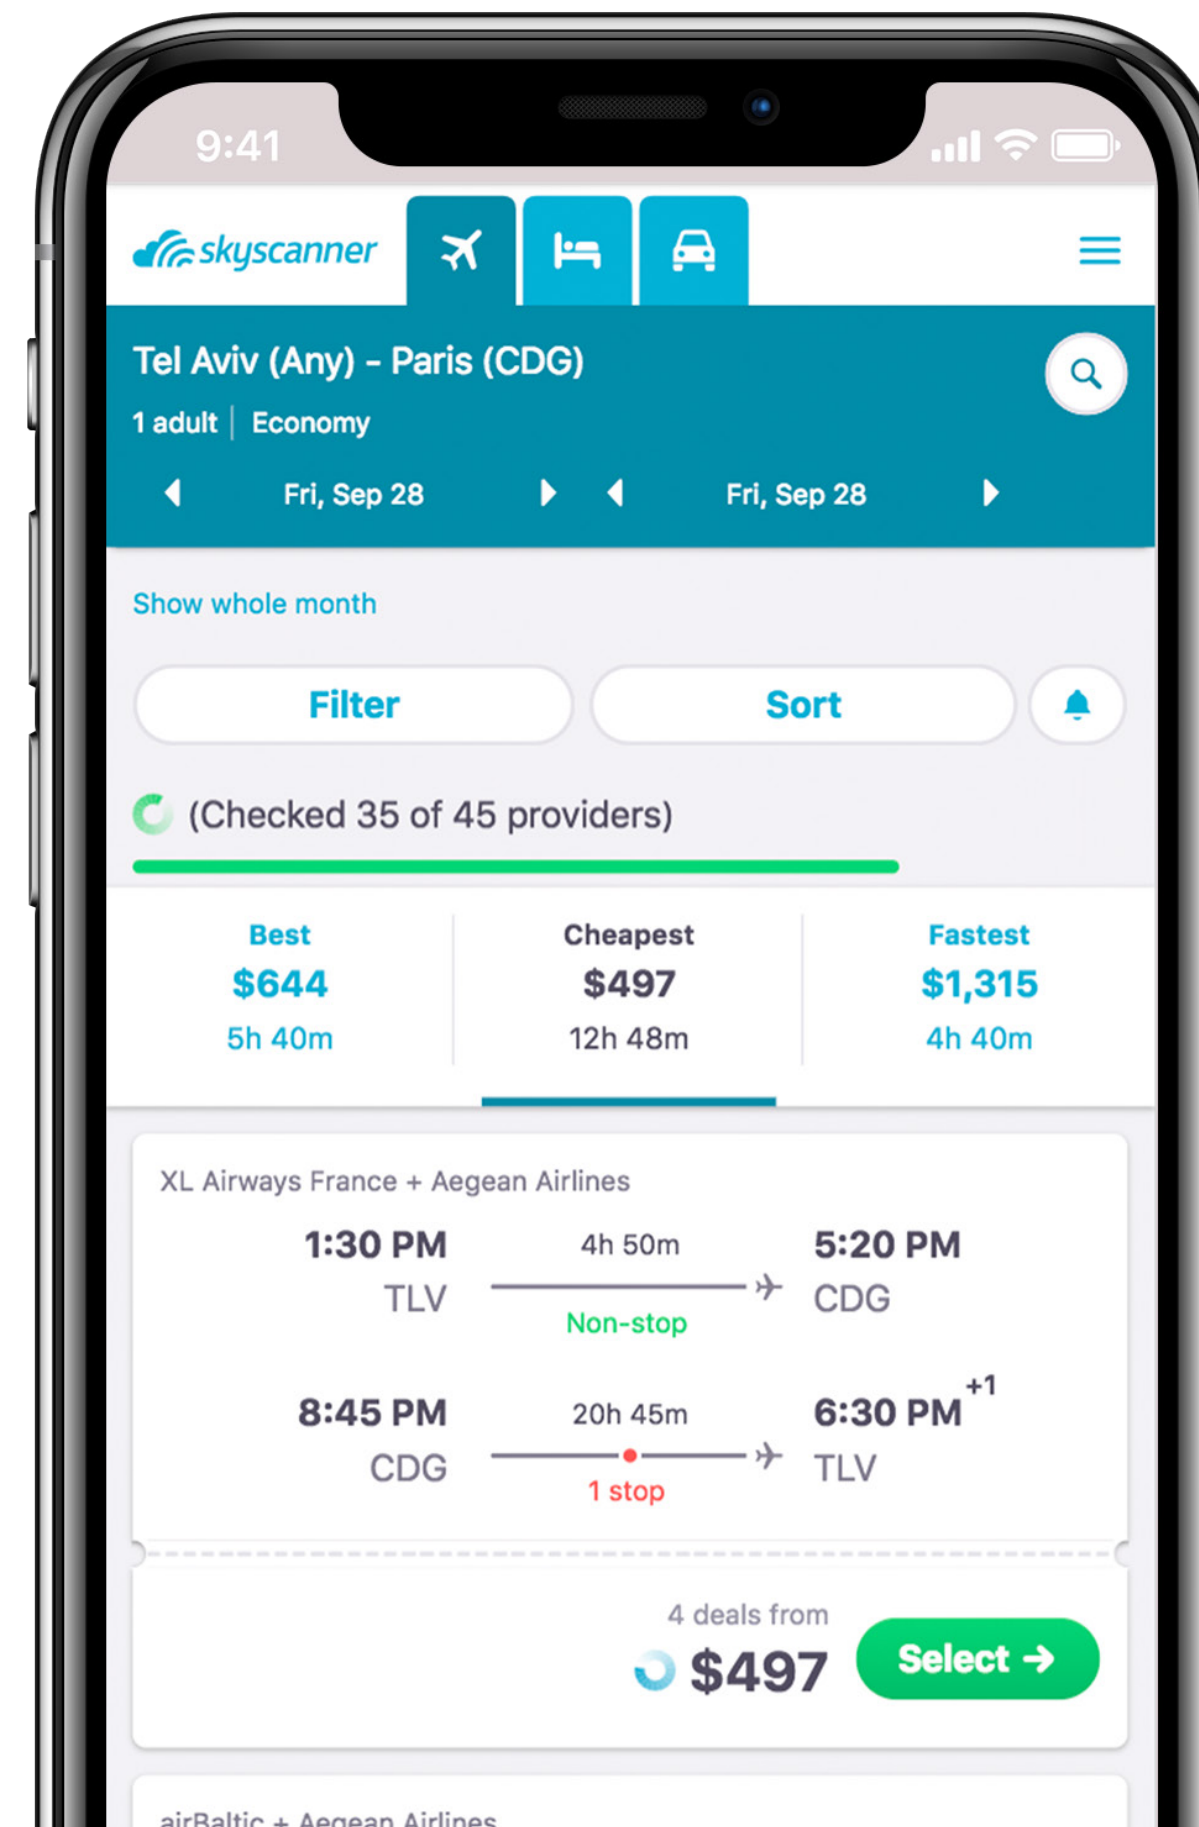 9:41
skyscanner
Tel Aviv (Any) - Paris (CDG)
1 adult | Economy
Fri, Sep 28 Fri, Sep 28
Show whole month
Filter Sort
(Checked 35 of 45 providers)
Best Cheapest Fastest
$644 $497 $1,315
5h 40m 12h 48m 4h 40m
XL Airways France + Aegean Airlines
1:30 PM 4h 50m 5:20 PM
TLV CDG
Non-stop
8:45 PM 20h 45m 6:30 PM +1
CDG TLV
1 stop
4 deals from
$497 Select →
airBaltic + Aegean Airlines